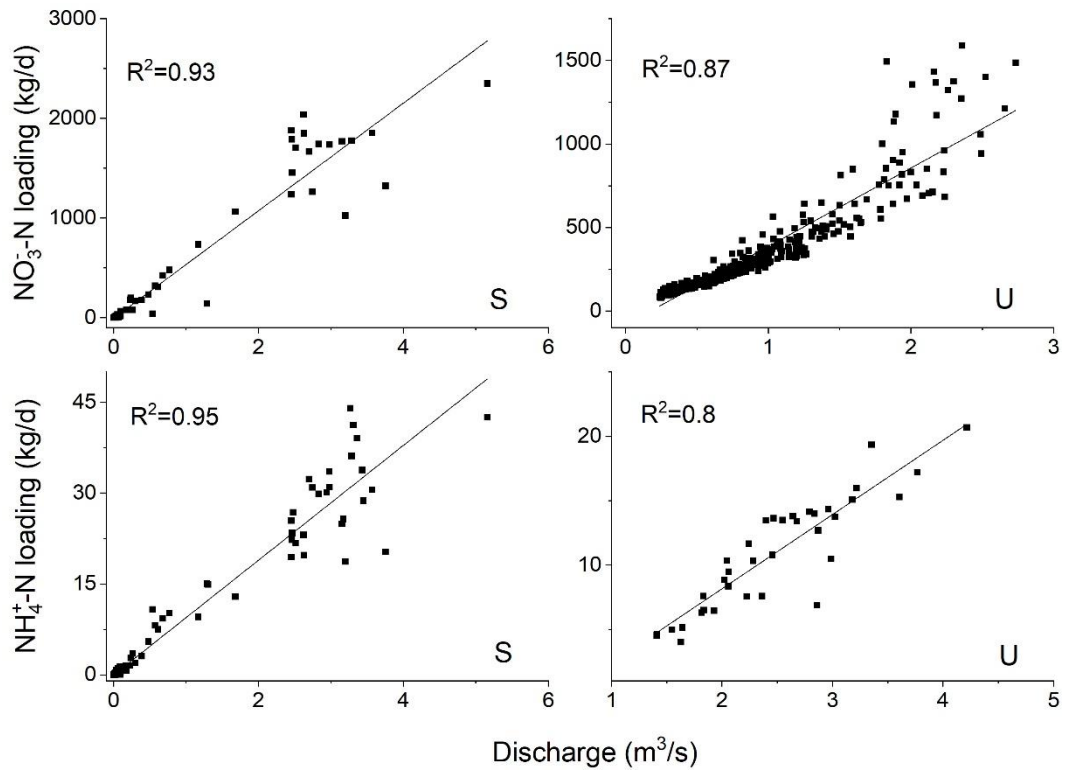 3000
2000
1000
0
NO₃⁻-N loading (kg/d)
R²=0.93
S
0 2 4 6
1500
1000
500
0
R²=0.87
U
0 1 2 3
45
30
15
0
NH₄⁺-N loading (kg/d)
R²=0.95
S
0 2 4 6
20
10
R²=0.8
U
1 2 3 4 5
Discharge (m³/s)